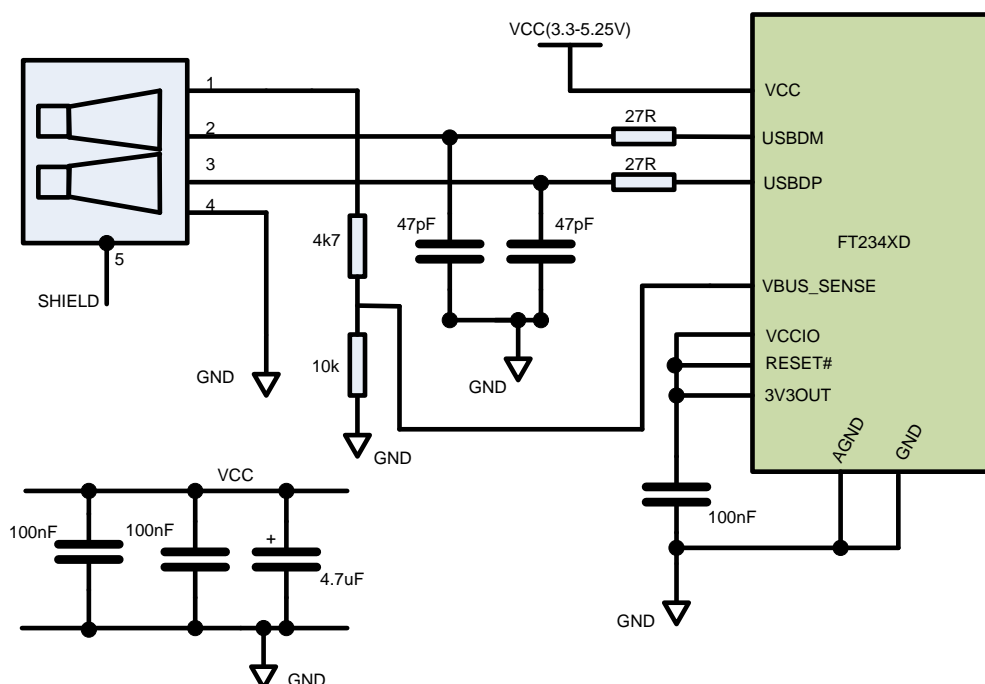 VCC(3.3-5.25V)
1
VCC
27R
2
USBDM
27R
3
USBDP
4
47pF
47pF
4k7
FT234XD
5
SHIELD
VBUS_SENSE
VCCIO
RESET#
10k
GND
3V3OUT
GND
GND
AGND
GND
VCC
100nF
100nF
100nF
+
4.7uF
GND
GND